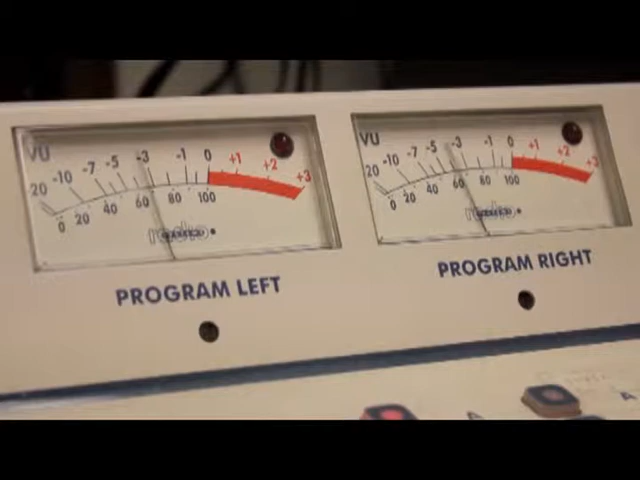 VU
20 -10 -7 -5 -3 -1 0 +1 +2 +3
0 20 40 60 80 100
radio
PROGRAM LEFT
VU
20 -10 -7 -5 -3 -1 0 +1 +2 +3
0 20 40 60 80 100
PROGRAM RIGHT
A
A